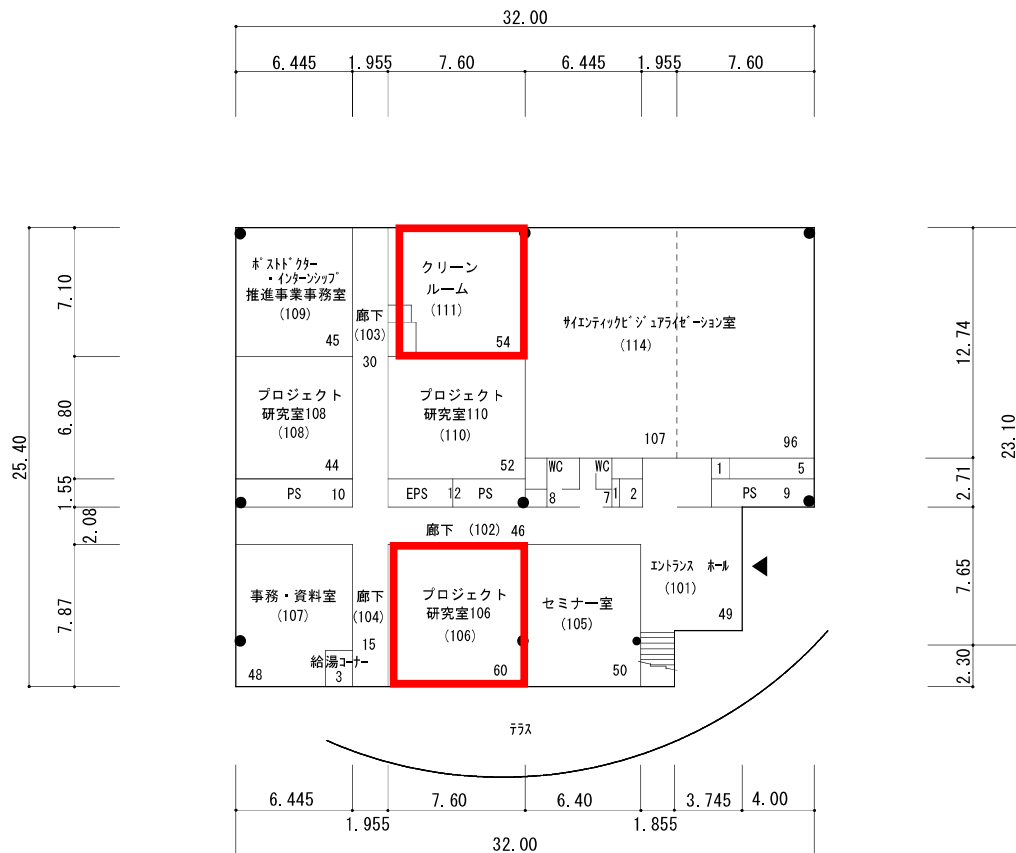 32.00
6.445
1.955
7.60
6.445
1.955
7.60
ポストドクター
・インターンシップ
推進事業事務室
(109)
45
廊下
(103)
30
クリーン
ルーム
(111)
54
サイエンティックビジュアライゼーション室
(114)
107
96
プロジェクト
研究室108
(108)
44
プロジェクト
研究室110
(110)
52
PS
10
EPS
12
PS
WC
WC
8
7
1
2
1
5
PS
9
廊下 (102) 46
事務・資料室
(107)
48
廊下
(104)
15
給湯コーナー
3
プロジェクト
研究室106
(106)
60
セミナー室
(105)
50
エントランス ホール
(101)
49
テラス
7.10
6.80
1.55
2.08
7.87
25.40
12.74
2.71
7.65
2.30
23.10
6.445
1.955
7.60
6.40
1.855
3.745
4.00
32.00